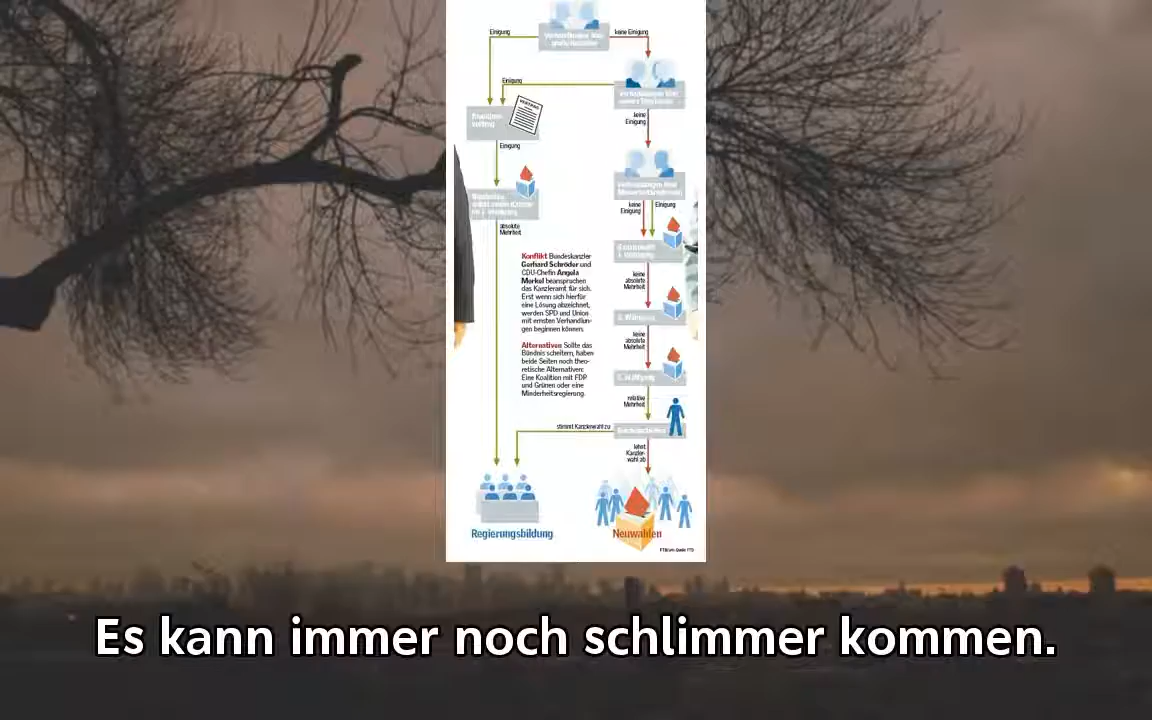 Einigung
keine Einigung
Einigung
VERTRAG
keine
Einigung
Einigung
keine
Einigung
Einigung
absolute
Mehrheit
Konflikt Bundeskanzler
Gerhard Schröder und
CDU-Chefin Angela
Merkel beanspruchen
das Kanzleramt für sich.
Erst wenn sich hierfür
eine Lösung abzeichnet,
werden SPD und Union
mit ernsten Verhandlun-
gen beginnen können.
keine
absolute
Mehrheit
keine
absolute
Mehrheit
Alternativen Sollte das
Bündnis scheitern, haben
beide Seiten noch theo-
retische Alternativen:
Eine Koalition mit FDP
und Grünen oder eine
Minderheitsregierung.
relative
Mehrheit
stimmt Kanzlerwahl zu
lehnt
Kanzler-
wahl ab
Regierungsbildung
Neuwahlen
Es kann immer noch schlimmer kommen.